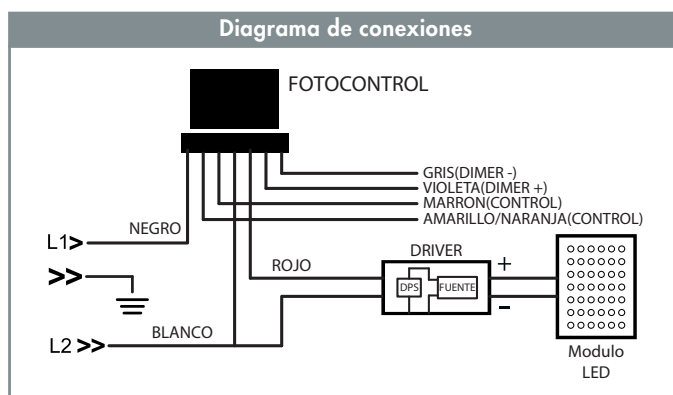 Diagrama de conexiones
FOTOCONTROL
GRIS(DIMER -)
VIOLETA(DIMER +)
MARRON(CONTROL)
AMARILLO/NARANJA(CONTROL)
NEGRO
L1>
>>
ROJO
DRIVER
DPS
FUENTE
+
-
BLANCO
L2 >>
Modulo
LED